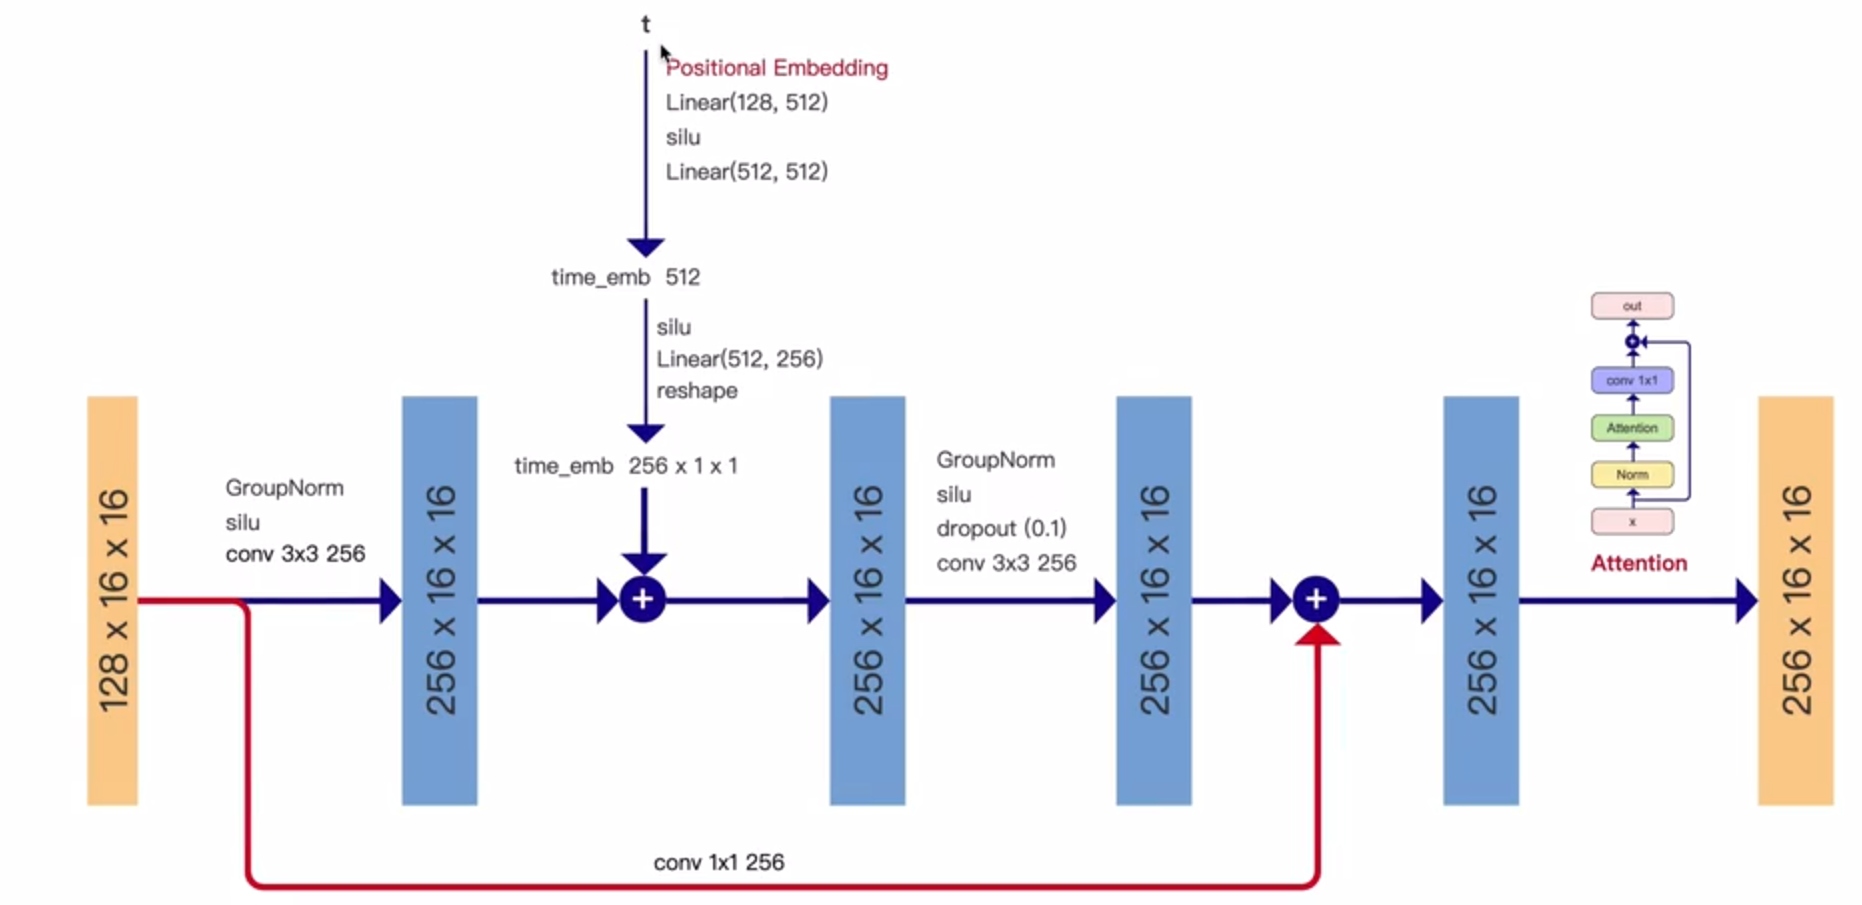 t
Positional Embedding
Linear(128, 512)
silu
Linear(512, 512)
time_emb 512
silu
Linear(512, 256)
reshape
time_emb 256 x 1 x 1
128 x 16 x 16
GroupNorm
silu
conv 3x3 256
256 x 16 x 16
+
256 x 16 x 16
GroupNorm
silu
dropout (0.1)
conv 3x3 256
256 x 16 x 16
+
256 x 16 x 16
out
+
conv 1x1
Attention
Norm
x
Attention
256 x 16 x 16
conv 1x1 256